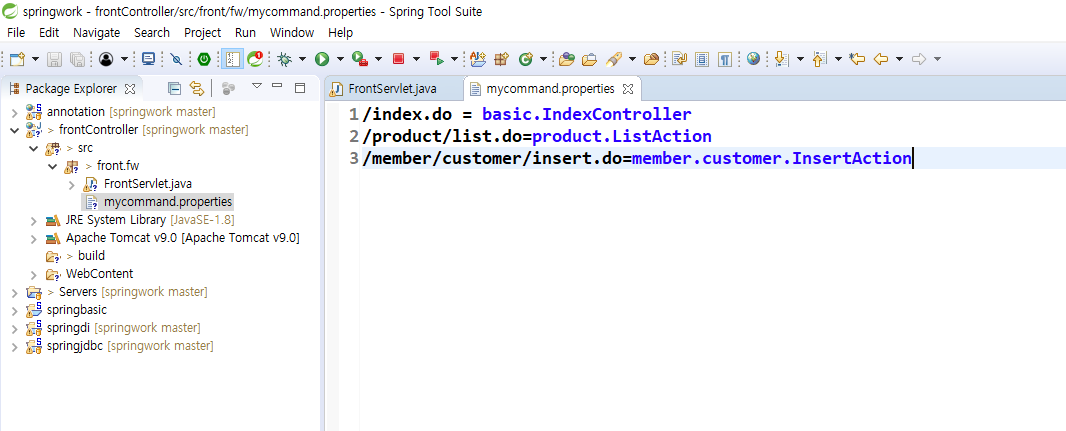 springwork - frontController/src/front/fw/mycommand.properties - Spring Tool Suite
File Edit Navigate Search Project Run Window Help
Package Explorer
annotation [springwork master]
> frontController [springwork master]
> src
> front.fw
FrontServlet.java
mycommand.properties
JRE System Library [JavaSE-1.8]
Apache Tomcat v9.0 [Apache Tomcat v9.0]
> build
WebContent
> Servers [springwork master]
springbasic
springdi [springwork master]
springjdbc [springwork master]
FrontServlet.java mycommand.properties
1 /index.do = basic.IndexController
2 /product/list.do=product.ListAction
3 /member/customer/insert.do=member.customer.InsertAction